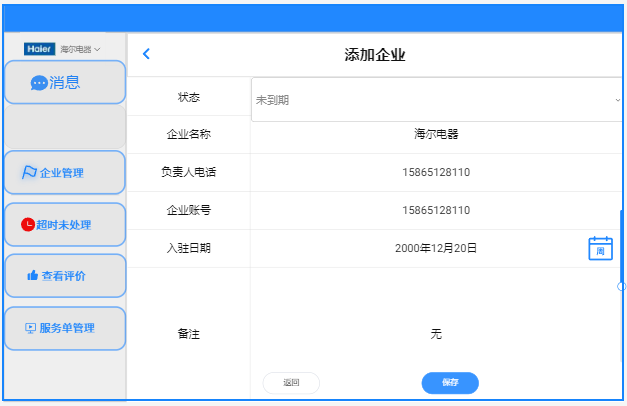 Haier 海尔电器
消息
企业管理
超时未处理
查看评价
服务单管理
添加企业
状态 未到期
企业名称 海尔电器
负责人电话 15865128110
企业账号 15865128110
入驻日期 2000年12月20日 周
备注 无
返回 保存